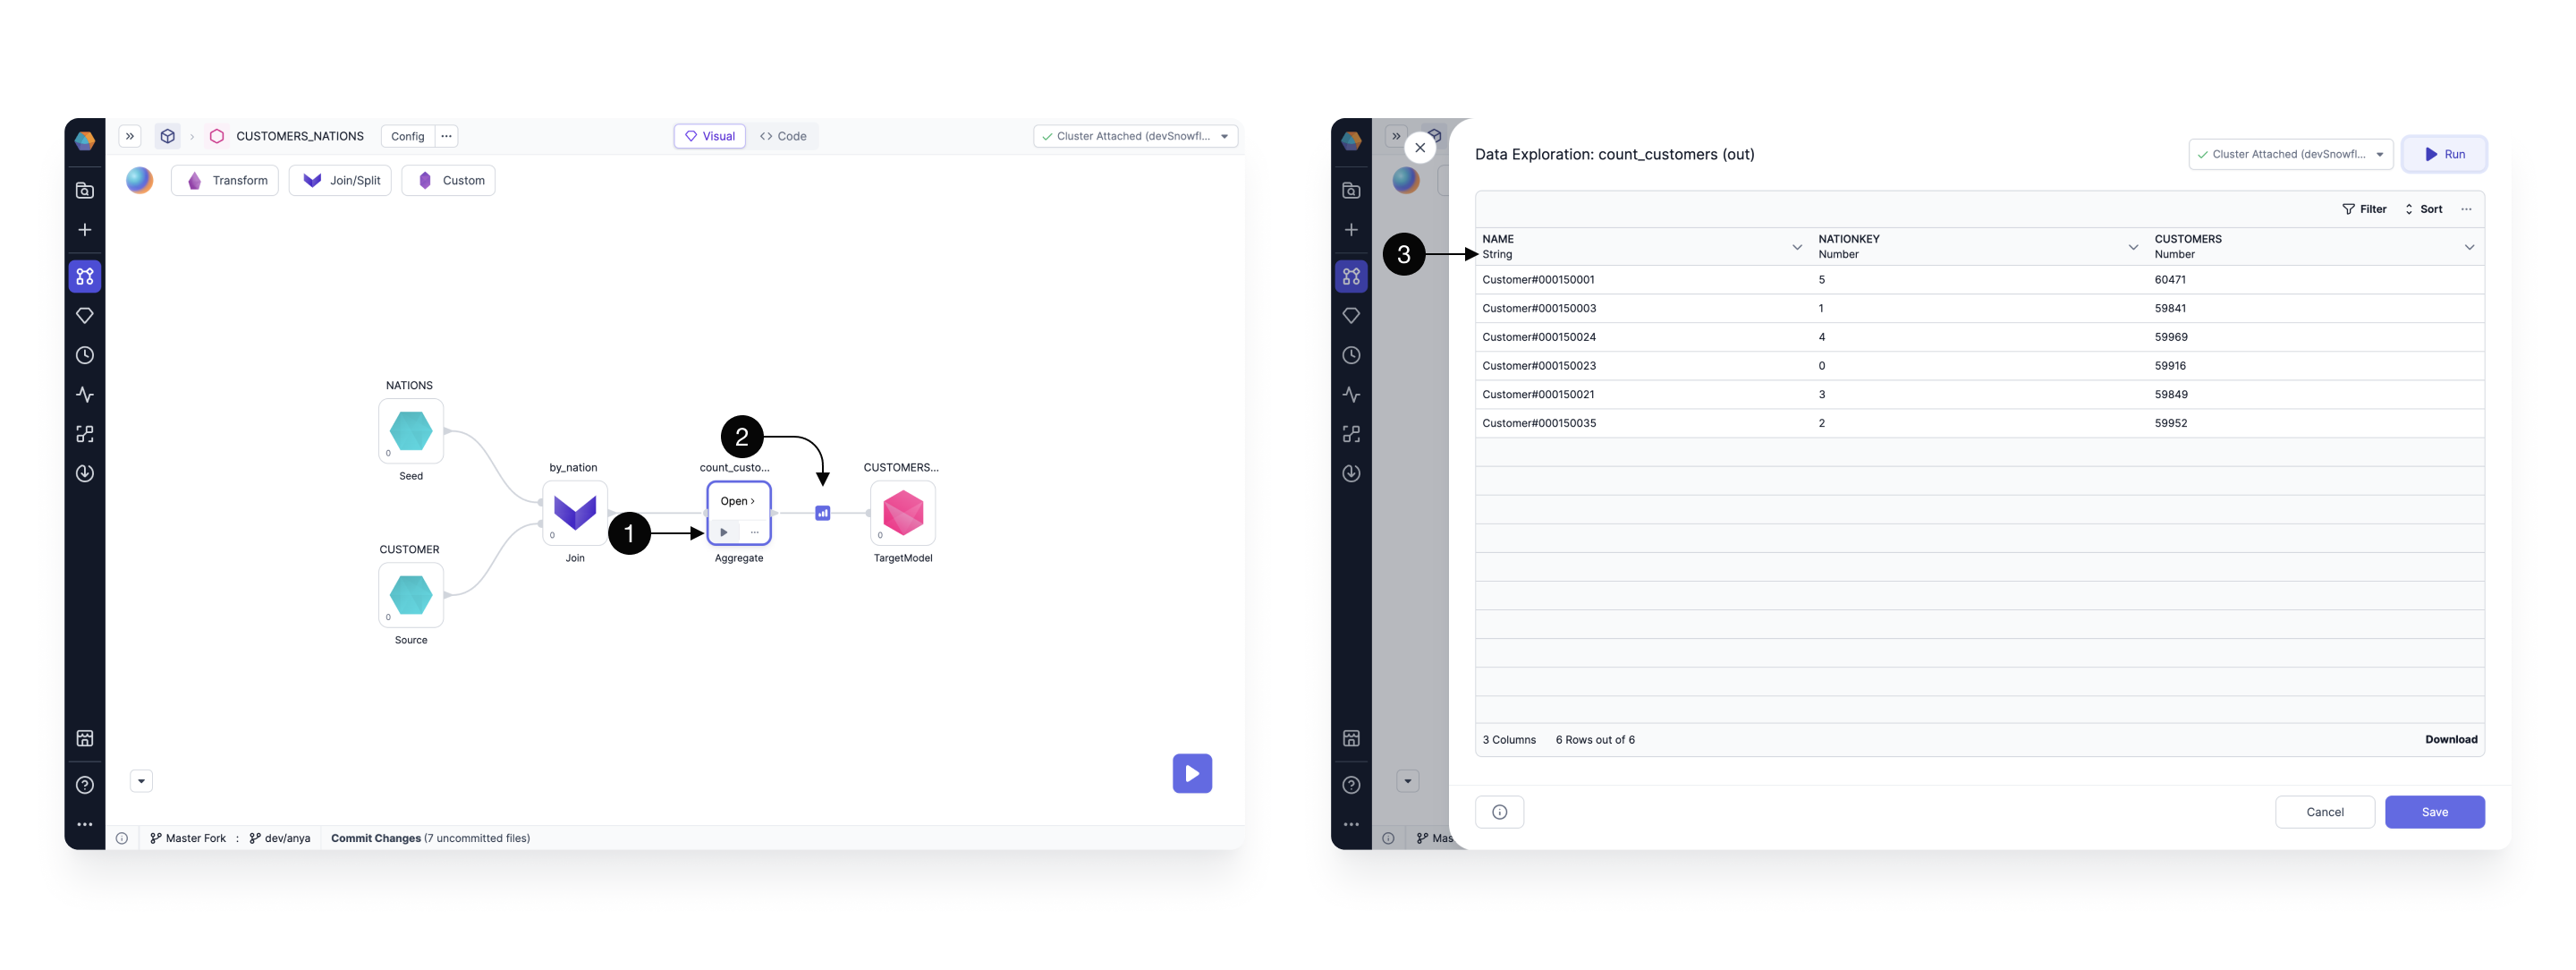 CUSTOMERS_NATIONS
Config
Visual
Code
Cluster Attached (devSnowfl...
Transform
Join/Split
Custom
NATIONS
0
Seed
CUSTOMER
0
Source
by_nation
0
Join
1
2
count_custo...
Open ›
Aggregate
CUSTOMERS...
0
TargetModel
Master Fork : dev/anya
Commit Changes (7 uncommitted files)
Mas
3
Data Exploration: count_customers (out)
Cluster Attached (devSnowfl...
Run
Filter
Sort
NAME NATIONKEY CUSTOMERS
String Number Number
Customer#000150001 5 60471
Customer#000150003 1 59841
Customer#000150024 4 59969
Customer#000150023 0 59916
Customer#000150021 3 59849
Customer#000150035 2 59952
3 Columns 6 Rows out of 6
Download
Cancel
Save